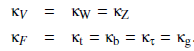 κ_V = κ_W = κ_Z
κ_F = κ_t = κ_b = κ_τ = κ_g.